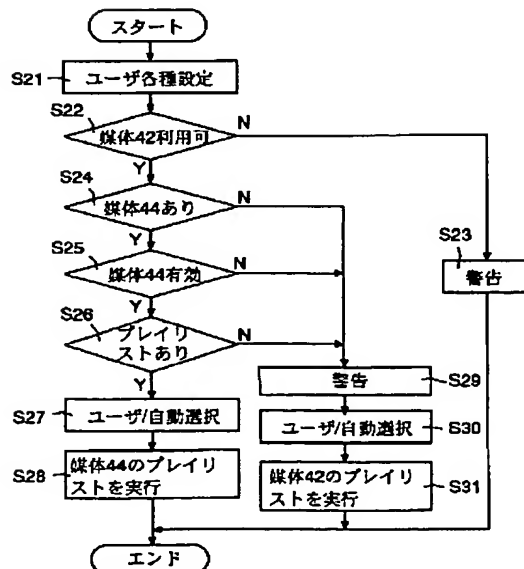 スタート
S21
ユーザ各種設定
S22
媒体42利用可
N
Y
S24
媒体44あり
N
Y
S23
警告
S25
媒体44有効
N
Y
S26
プレイリ
ストあり
N
Y
警告
S29
S27
ユーザ/自動選択
ユーザ/自動選択
S30
S28
媒体44のプレイリ
ストを実行
媒体42のプレイリ
ストを実行
S31
エンド